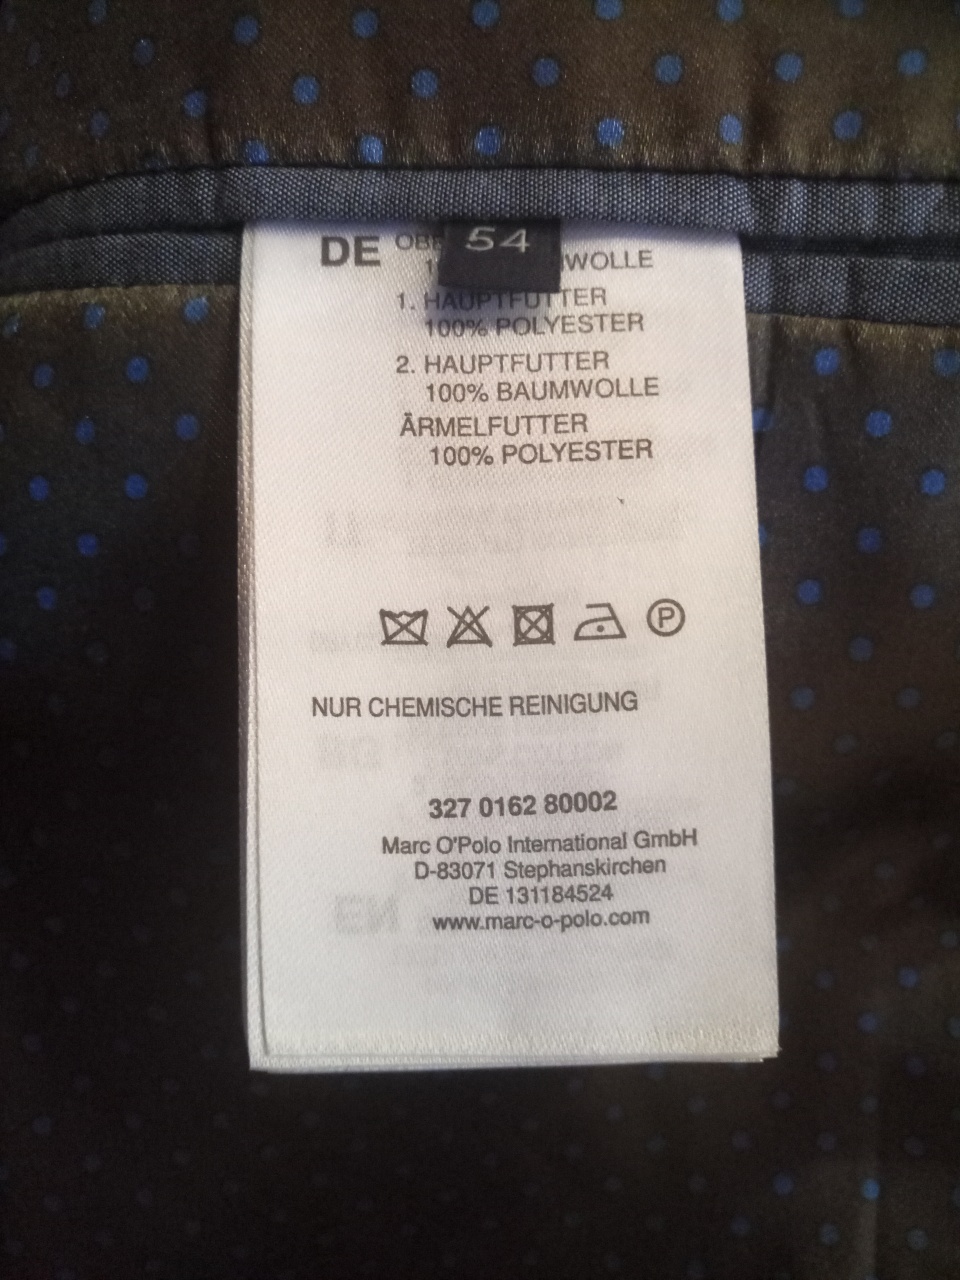 54
DE
1. HAUPTFUTTER
100% POLYESTER
2. HAUPTFUTTER
100% BAUMWOLLE
ÄRMELFUTTER
100% POLYESTER
P
NUR CHEMISCHE REINIGUNG
327 0162 80002
Marc O'Polo International GmbH
D-83071 Stephanskirchen
DE 131184524
www.marc-o-polo.com